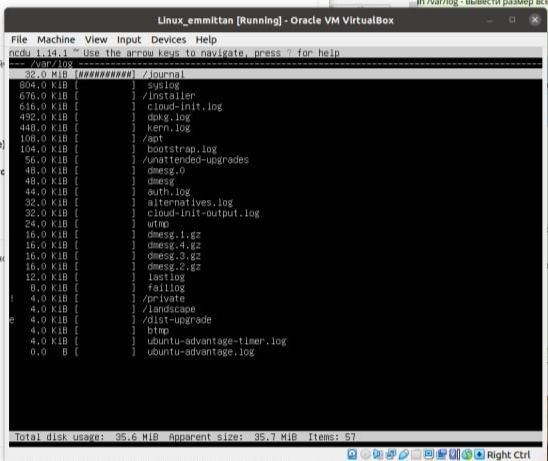 in /var/log - вывести размер все
Linux_emmittan [Running] - Oracle VM VirtualBox
File Machine View Input Devices Help
ncdu 1.14.1 ~ Use the arrow keys to navigate, press ? for help
--- /var/log ---
32.0 MiB [##########] /journal
804.0 KiB [          ]  syslog
676.0 KiB [          ] /installer
616.0 KiB [          ]  cloud-init.log
492.0 KiB [          ]  dpkg.log
448.0 KiB [          ]  kern.log
108.0 KiB [          ] /apt
104.0 KiB [          ]  bootstrap.log
56.0 KiB [          ] /unattended-upgrades
48.0 KiB [          ]  dmesg.0
48.0 KiB [          ]  dmesg
44.0 KiB [          ]  auth.log
32.0 KiB [          ]  alternatives.log
32.0 KiB [          ]  cloud-init-output.log
24.0 KiB [          ]  wtmp
16.0 KiB [          ]  dmesg.1.gz
16.0 KiB [          ]  dmesg.4.gz
16.0 KiB [          ]  dmesg.3.gz
16.0 KiB [          ]  dmesg.2.gz
12.0 KiB [          ]  lastlog
8.0 KiB [          ]  faillog
! 4.0 KiB [          ] /private
4.0 KiB [          ] /landscape
e 4.0 KiB [          ] /dist-upgrade
4.0 KiB [          ]  btmp
4.0 KiB [          ]  ubuntu-advantage-timer.log
0.0   B [          ]  ubuntu-advantage.log
Total disk usage: 35.6 MiB Apparent size: 35.7 MiB Items: 57
Right Ctrl